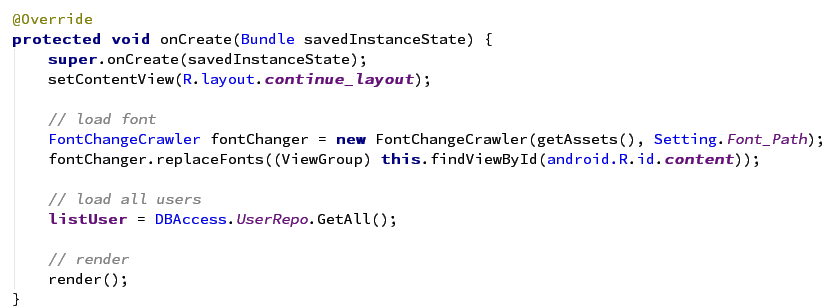 @Override
protected void onCreate(Bundle savedInstanceState) {
super.onCreate(savedInstanceState);
setContentView(R.layout.continue_layout);
// load font
FontChangeCrawler fontChanger = new FontChangeCrawler(getAssets(), Setting.Font_Path);
fontChanger.replaceFonts((ViewGroup) this.findViewById(android.R.id.content));
// load all users
listUser = DBAccess.UserRepo.GetAll();
// render
render();
}